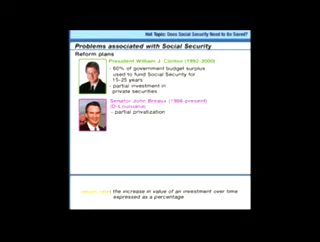 Hot Topic: Does Social Security Need to Be Saved?
Problems associated with Social Security
Reform plans
President William J. Clinton (1992-2000)
- 60% of government budget surplus
used to fund Social Security for
15-25 years
- partial investment in
private securities
Senator John Breaux (1986-present)
(D-Louisiana)
- partial privatization
return rate: the increase in value of an investment over time
expressed as a percentage